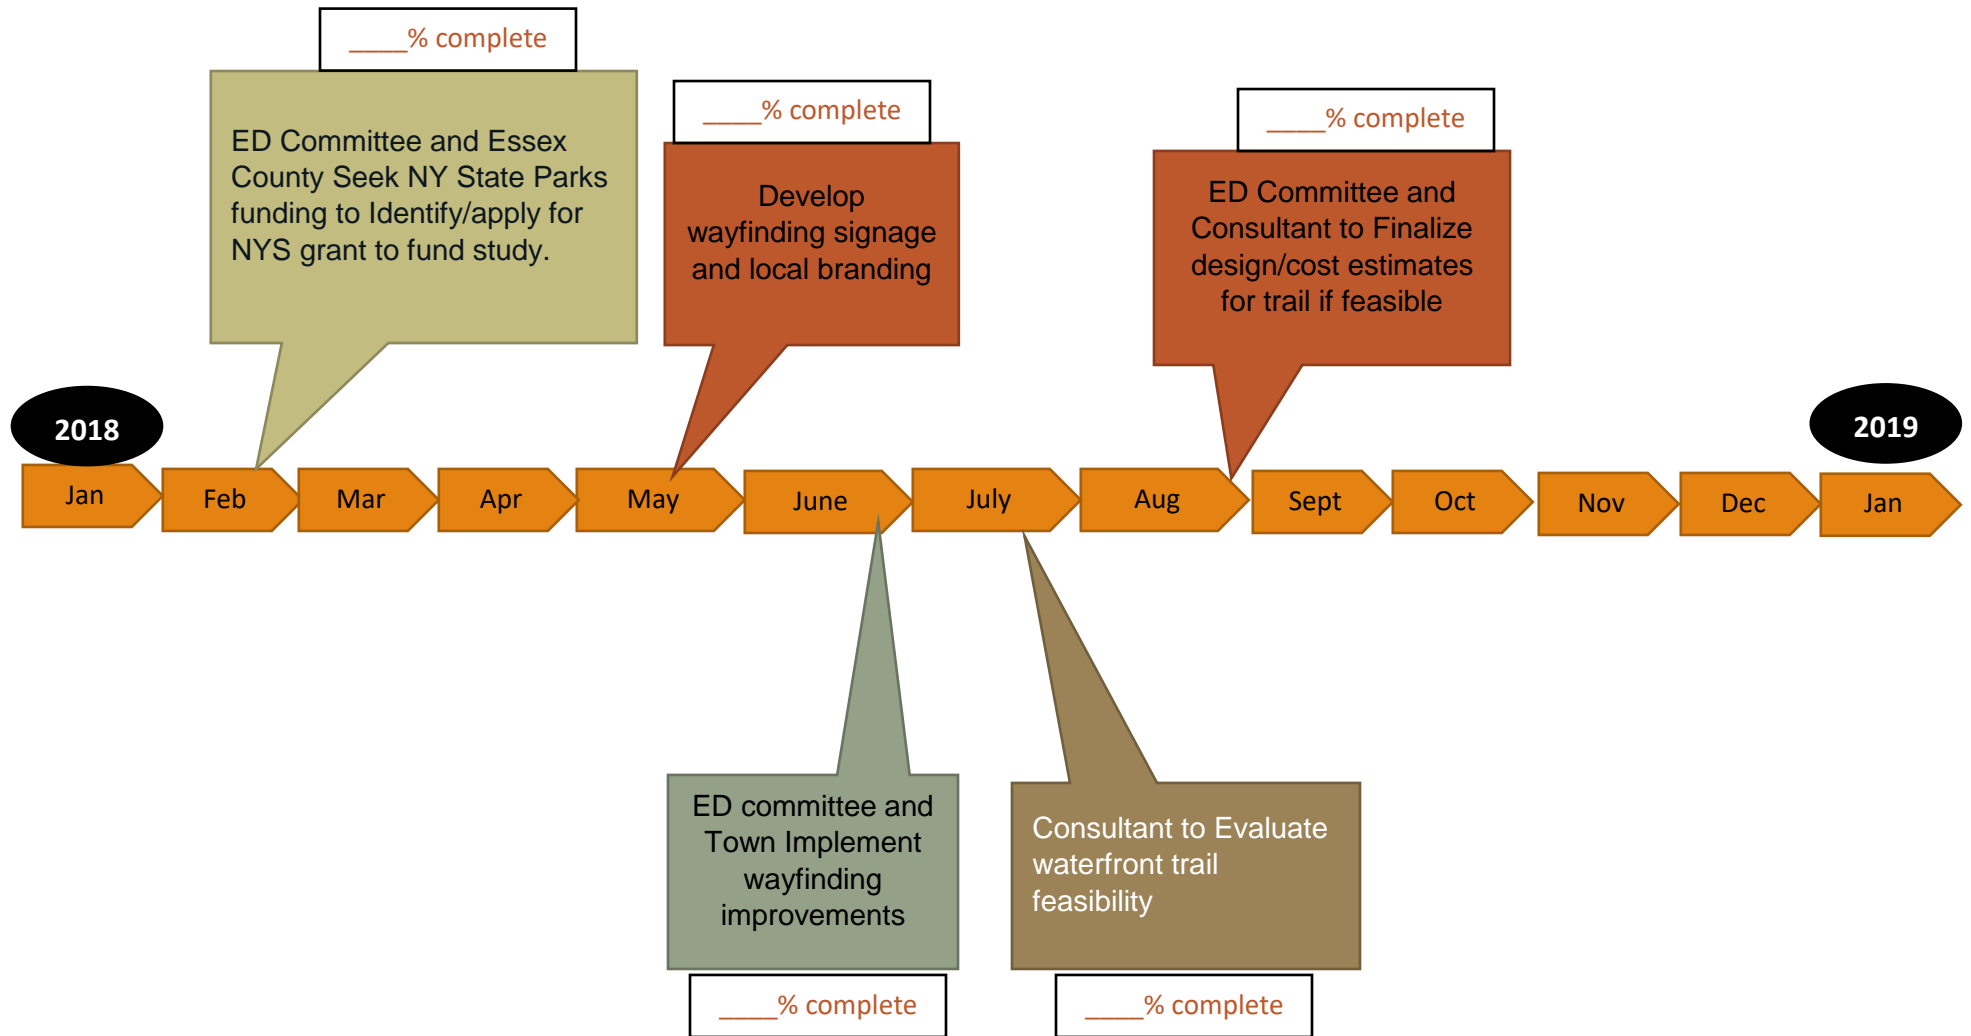 ____% complete
ED Committee and Essex
County Seek NY State Parks
funding to Identify/apply for
NYS grant to fund study.
____% complete
Develop
wayfinding signage
and local branding
____% complete
ED Committee and
Consultant to Finalize
design/cost estimates
for trail if feasible
2018
2019
Jan
Feb
Mar
Apr
May
June
July
Aug
Sept
Oct
Nov
Dec
Jan
ED committee and
Town Implement
wayfinding
improvements
____% complete
Consultant to Evaluate
waterfront trail
feasibility
____% complete